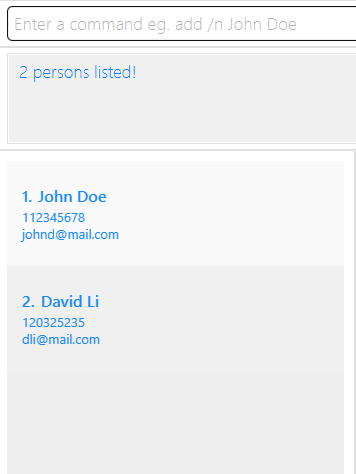 Enter a command eg. add /n John Doe
2 persons listed!
1. John Doe
112345678
johnd@mail.com
2. David Li
120325235
dli@mail.com